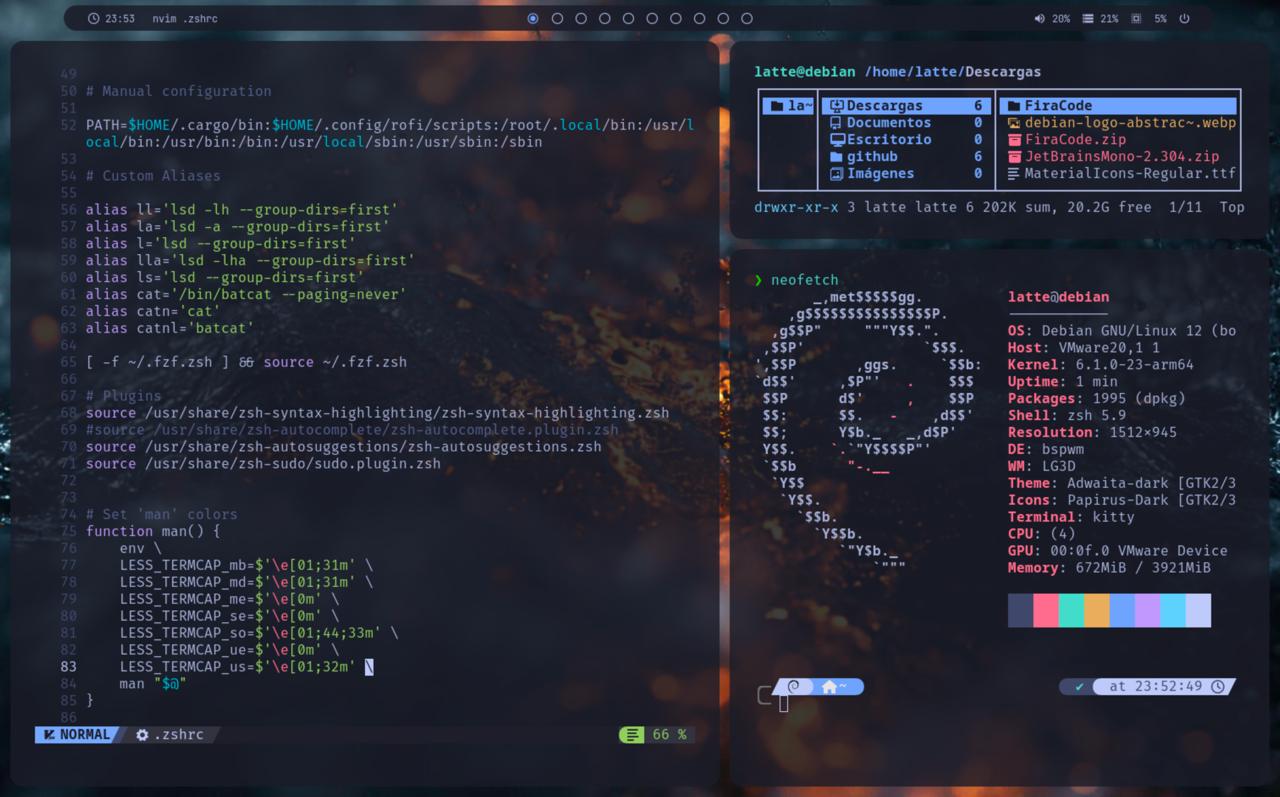 23:53 nvim .zshrc 20% 21% 5%
49
50 # Manual configuration
51
52 PATH=$HOME/.cargo/bin:$HOME/.config/rofi/scripts:/root/.local/bin:/usr/l
ocal/bin:/usr/bin:/bin:/usr/local/sbin:/usr/sbin:/sbin
53
54 # Custom Aliases
55
56 alias ll='lsd -lh --group-dirs=first'
57 alias la='lsd -a --group-dirs=first'
58 alias l='lsd --group-dirs=first'
59 alias lla='lsd -lha --group-dirs=first'
60 alias ls='lsd --group-dirs=first'
61 alias cat='/bin/batcat --paging=never'
62 alias catn='cat'
63 alias catnl='batcat'
64
65 [ -f ~/.fzf.zsh ] && source ~/.fzf.zsh
66
67 # Plugins
68 source /usr/share/zsh-syntax-highlighting/zsh-syntax-highlighting.zsh
69 #source /usr/share/zsh-autocomplete/zsh-autocomplete.plugin.zsh
70 source /usr/share/zsh-autosuggestions/zsh-autosuggestions.zsh
71 source /usr/share/zsh-sudo/sudo.plugin.zsh
72
73
74 # Set 'man' colors
75 function man() {
76 env \
77 LESS_TERMCAP_mb=$'\e[01;31m' \
78 LESS_TERMCAP_md=$'\e[01;31m' \
79 LESS_TERMCAP_me=$'\e[0m' \
80 LESS_TERMCAP_se=$'\e[0m' \
81 LESS_TERMCAP_so=$'\e[01;44;33m' \
82 LESS_TERMCAP_ue=$'\e[0m' \
83 LESS_TERMCAP_us=$'\e[01;32m' \
84 man "$@"
85 }
86
NORMAL .zshrc 66 %
latte@debian /home/latte/Descargas
la~ Descargas 6 FiraCode
Documentos 0 debian-logo-abstrac~.webp
Escritorio 0 FiraCode.zip
github 6 JetBrainsMono-2.304.zip
Imágenes 0 MaterialIcons-Regular.ttf
drwxr-xr-x 3 latte latte 6 202K sum, 20.2G free 1/11 Top
❯ neofetch
_,met$$$$$gg.
,g$$$$$$$$$$$$$$$P.
,g$$P" """Y$$.".
,$$P' `$$$.
',$$P ,ggs. `$$b:
`d$$' ,$P"' . $$$
$$P d$' , $$P
$$: $$. - ,d$$'
$$; Y$b._ _,d$P'
Y$$. `.`"Y$$$$P"'
`$$b "-.__
`Y$$
`Y$$.
`$$b.
`Y$$b.
`"Y$b._
`"""
latte@debian
------------
OS: Debian GNU/Linux 12 (bo
Host: VMware20,1 1
Kernel: 6.1.0-23-arm64
Uptime: 1 min
Packages: 1995 (dpkg)
Shell: zsh 5.9
Resolution: 1512x945
DE: bspwm
WM: LG3D
Theme: Adwaita-dark [GTK2/3
Icons: Papirus-Dark [GTK2/3
Terminal: kitty
CPU: (4)
GPU: 00:0f.0 VMware Device
Memory: 672MiB / 3921MiB
~ ✔ at 23:52:49